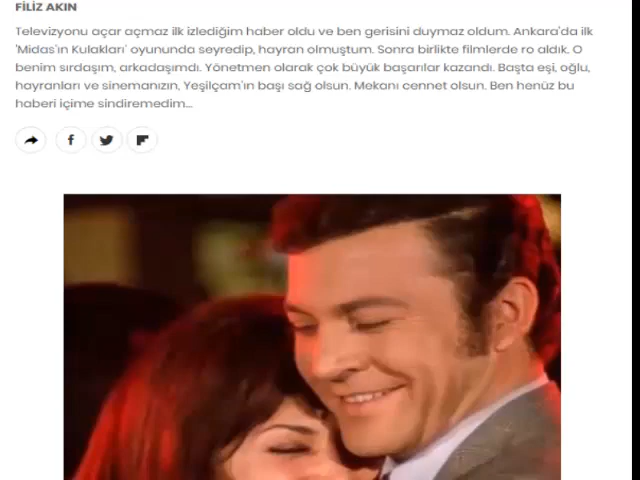 FİLİZ AKIN
Televizyonu açar açmaz ilk izlediğim haber oldu ve ben gerisini duymaz oldum. Ankara'da ilk
'Midas'ın Kulakları' oyununda seyredip, hayran olmuştum. Sonra birlikte filmlerde ro aldık. O
benim sırdaşım, arkadaşımdı. Yönetmen olarak çok büyük başarılar kazandı. Başta eşi, oğlu,
hayranları ve sinemanızın, Yeşilçam'ın başı sağ olsun. Mekanı cennet olsun. Ben henüz bu
haberi içime sindiremedim...